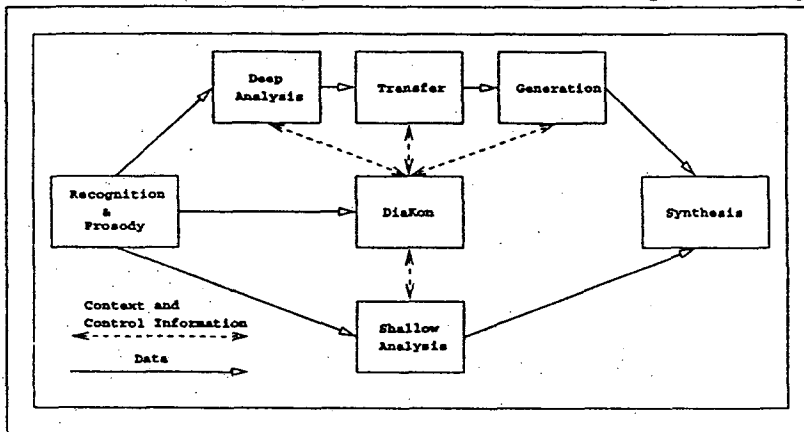 Deep
Analysis
Transfer
Generation
Recognition
&
Prosody
DiaKon
Synthesis
Context and
Control Information
Data
Shallow
Analysis